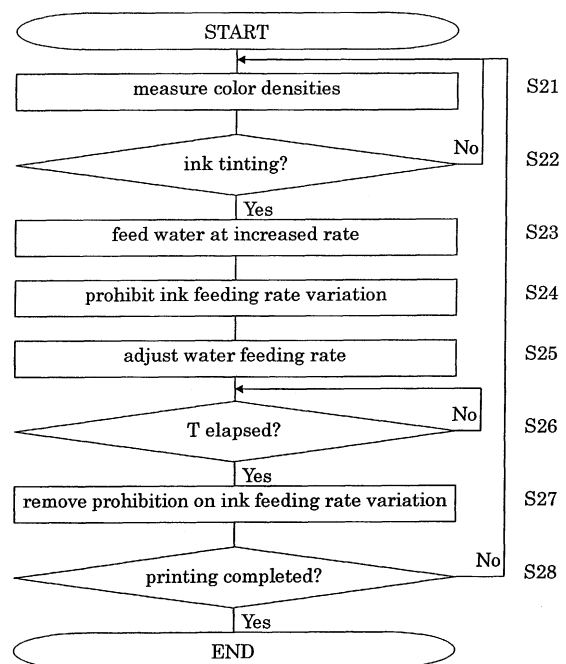 START
measure color densities S21
ink tinting? No S22
Yes
feed water at increased rate S23
prohibit ink feeding rate variation S24
adjust water feeding rate S25
T elapsed? No S26
Yes
remove prohibition on ink feeding rate variation S27
printing completed? No S28
Yes
END